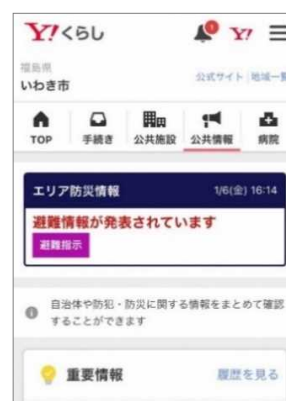 Y!くらし
Y!
福島県
いわき市
公式サイト 地域一覧
TOP 手続き 公共施設 公共情報 病院
エリア防災情報 1/6(金) 16:14
避難情報が発表されています
避難指示
自治体や防犯・防災に関する情報をまとめて確認
することができます
重要情報 履歴を見る